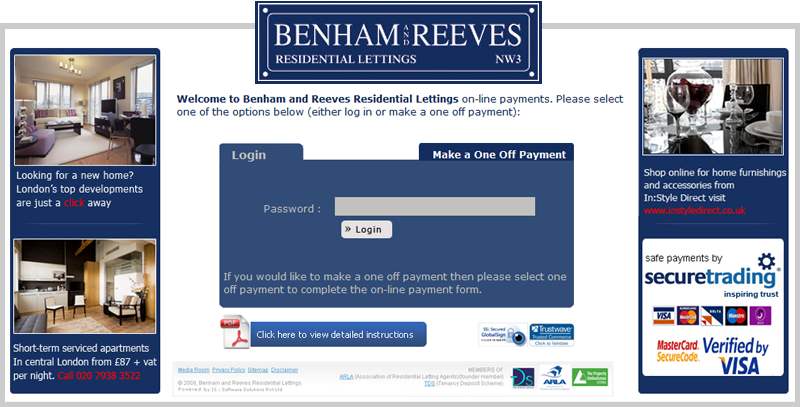 BENHAM AND REEVES
RESIDENTIAL LETTINGS NW3
Welcome to Benham and Reeves Residential Lettings on-line payments. Please select
one of the options below (either log in or make a one off payment):
Looking for a new home?
London's top developments
are just a click away
Short-term serviced apartments
In central London from £87 + vat
per night. Call 020 7938 3522
Login
Make a One Off Payment
Password :
» Login
If you would like to make a one off payment then please select one
off payment to complete the on-line payment form.
PDF
Click here to view detailed instructions
GlobalSign
Trustwave
Trusted Commerce
Click to Validate
Media Room Privacy Policy Sitemap Disclaimer
© 2008, Benham and Reeves Residential Lettings
MEMBERS OF
ARLA (Association of Residential Letting Agents)(founder Member)
TDS (Tenancy Deposit Scheme)
ARLA
Shop online for home furnishings
and accessories from
In:Style Direct visit
www.instyledirect.co.uk
safe payments by
securetrading
inspiring trust
VISA MasterCard DELTA Maestro
MasterCard.
SecureCode.
Verified by
VISA